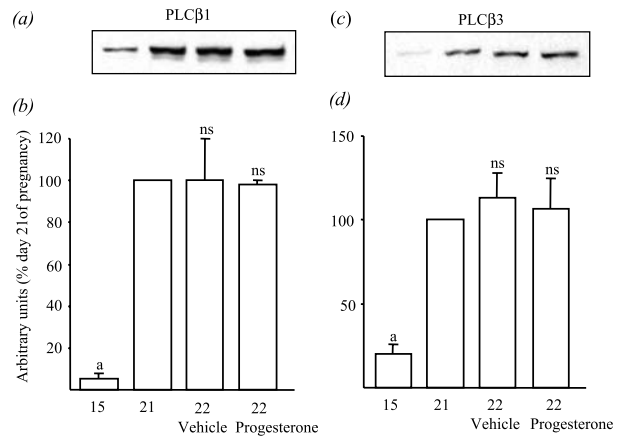 (a) PLCβ1 (c) PLCβ3
(b) (d)
Arbitrary units (% day 21of pregnancy)
120
100
80
60
40
20
ns
ns
a
15 21 22 22
Vehicle Progesterone
150
100
50
ns
ns
a
15 21 22 22
Vehicle Progesterone